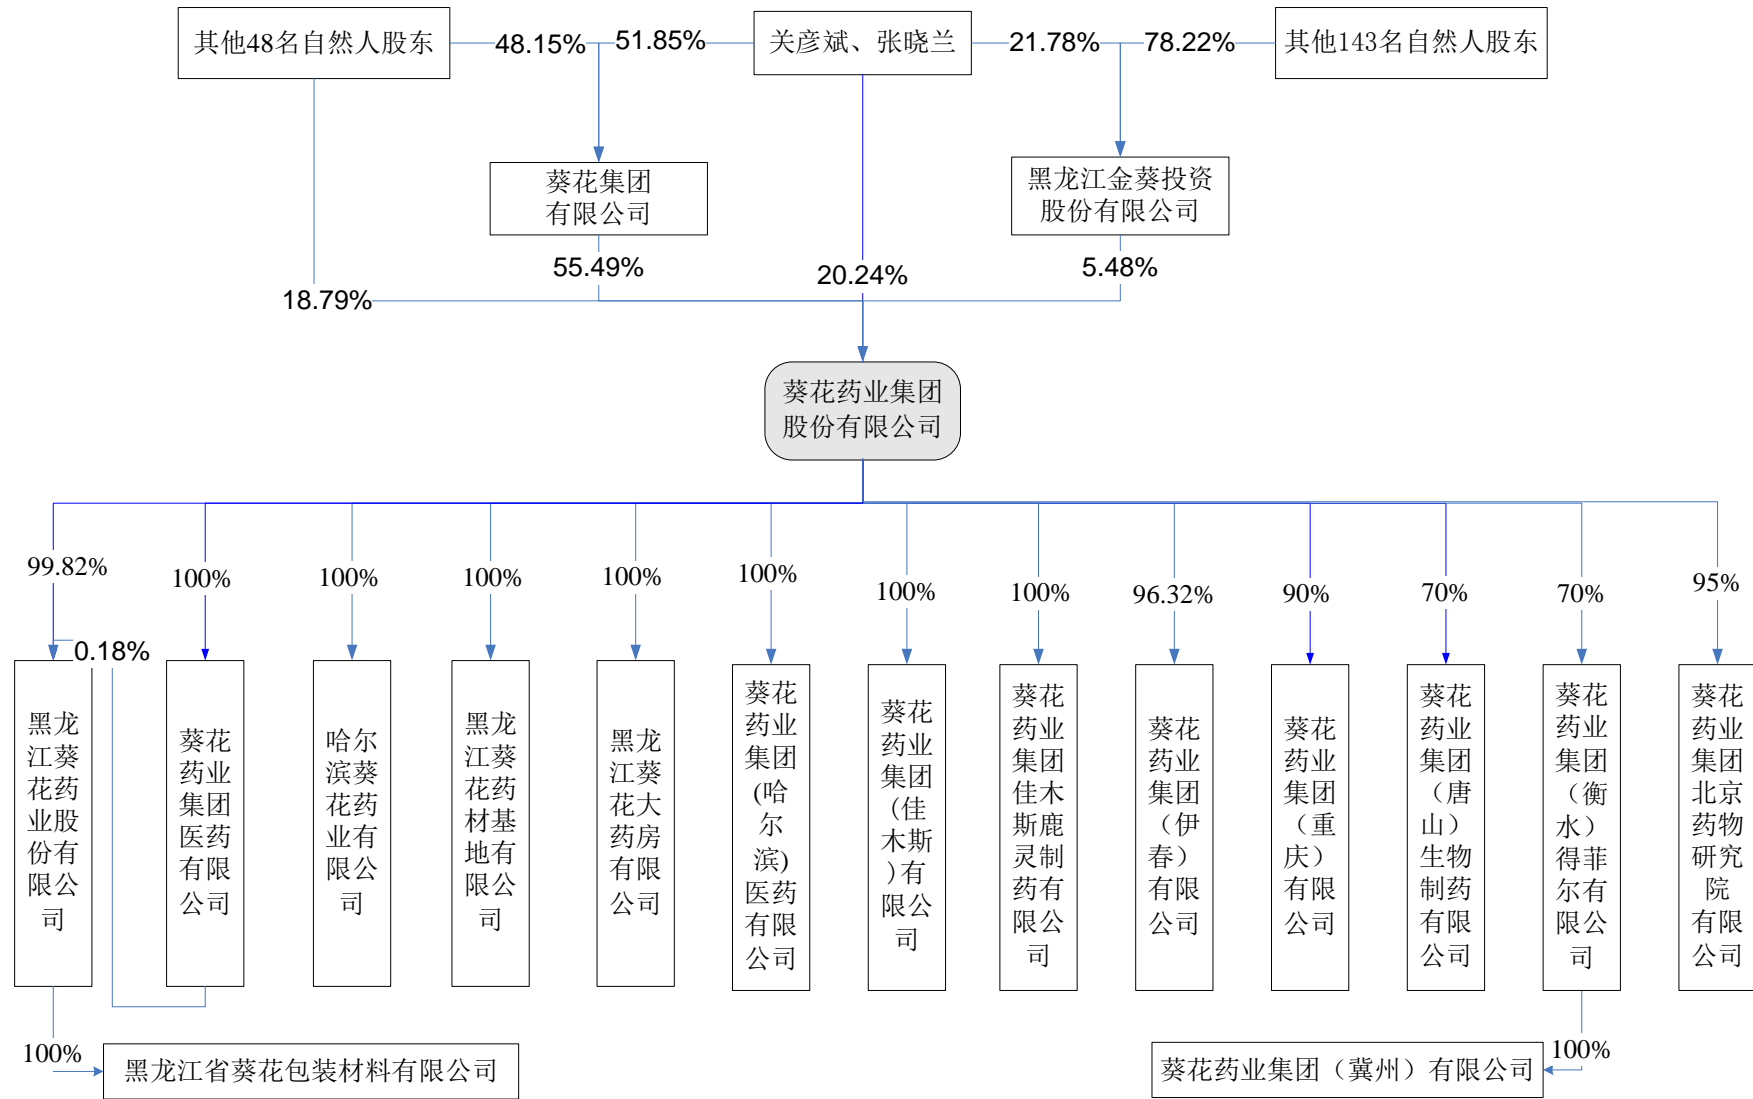 其他48名自然人股东
48.15%
51.85%
关彦斌、张晓兰
21.78%
78.22%
其他143名自然人股东
葵花集团
有限公司
黑龙江金葵投资
股份有限公司
18.79%
55.49%
20.24%
5.48%
葵花药业集团
股份有限公司
99.82%
100%
100%
100%
100%
100%
100%
100%
96.32%
90%
70%
70%
95%
0.18%
黑龙
江葵
花药
业股
份有
限公
司
葵花
药业
集团
医药
有限
公司
哈尔
滨葵
花药
业有
限公
司
黑龙
江葵
花药
材基
地有
限公
司
黑龙
江葵
花大
药房
有限
公司
葵花
药业
集团
(哈
尔
滨)
医药
有限
公司
葵花
药业
集团
(佳
木斯
)有
限公
司
葵花
药业
集团
佳木
斯鹿
灵制
药有
限公
司
葵花
药业
集团
（伊
春）
有限
公司
葵花
药业
集团
（重
庆）
有限
公司
葵花
药业
集团
（唐
山）
生物
制药
有限
公司
葵花
药业
集团
（衡
水）
得菲
尔有
限公
司
葵花
药业
集团
北京
药物
研究
院
有限
公司
100%
黑龙江省葵花包装材料有限公司
葵花药业集团（冀州）有限公司
100%